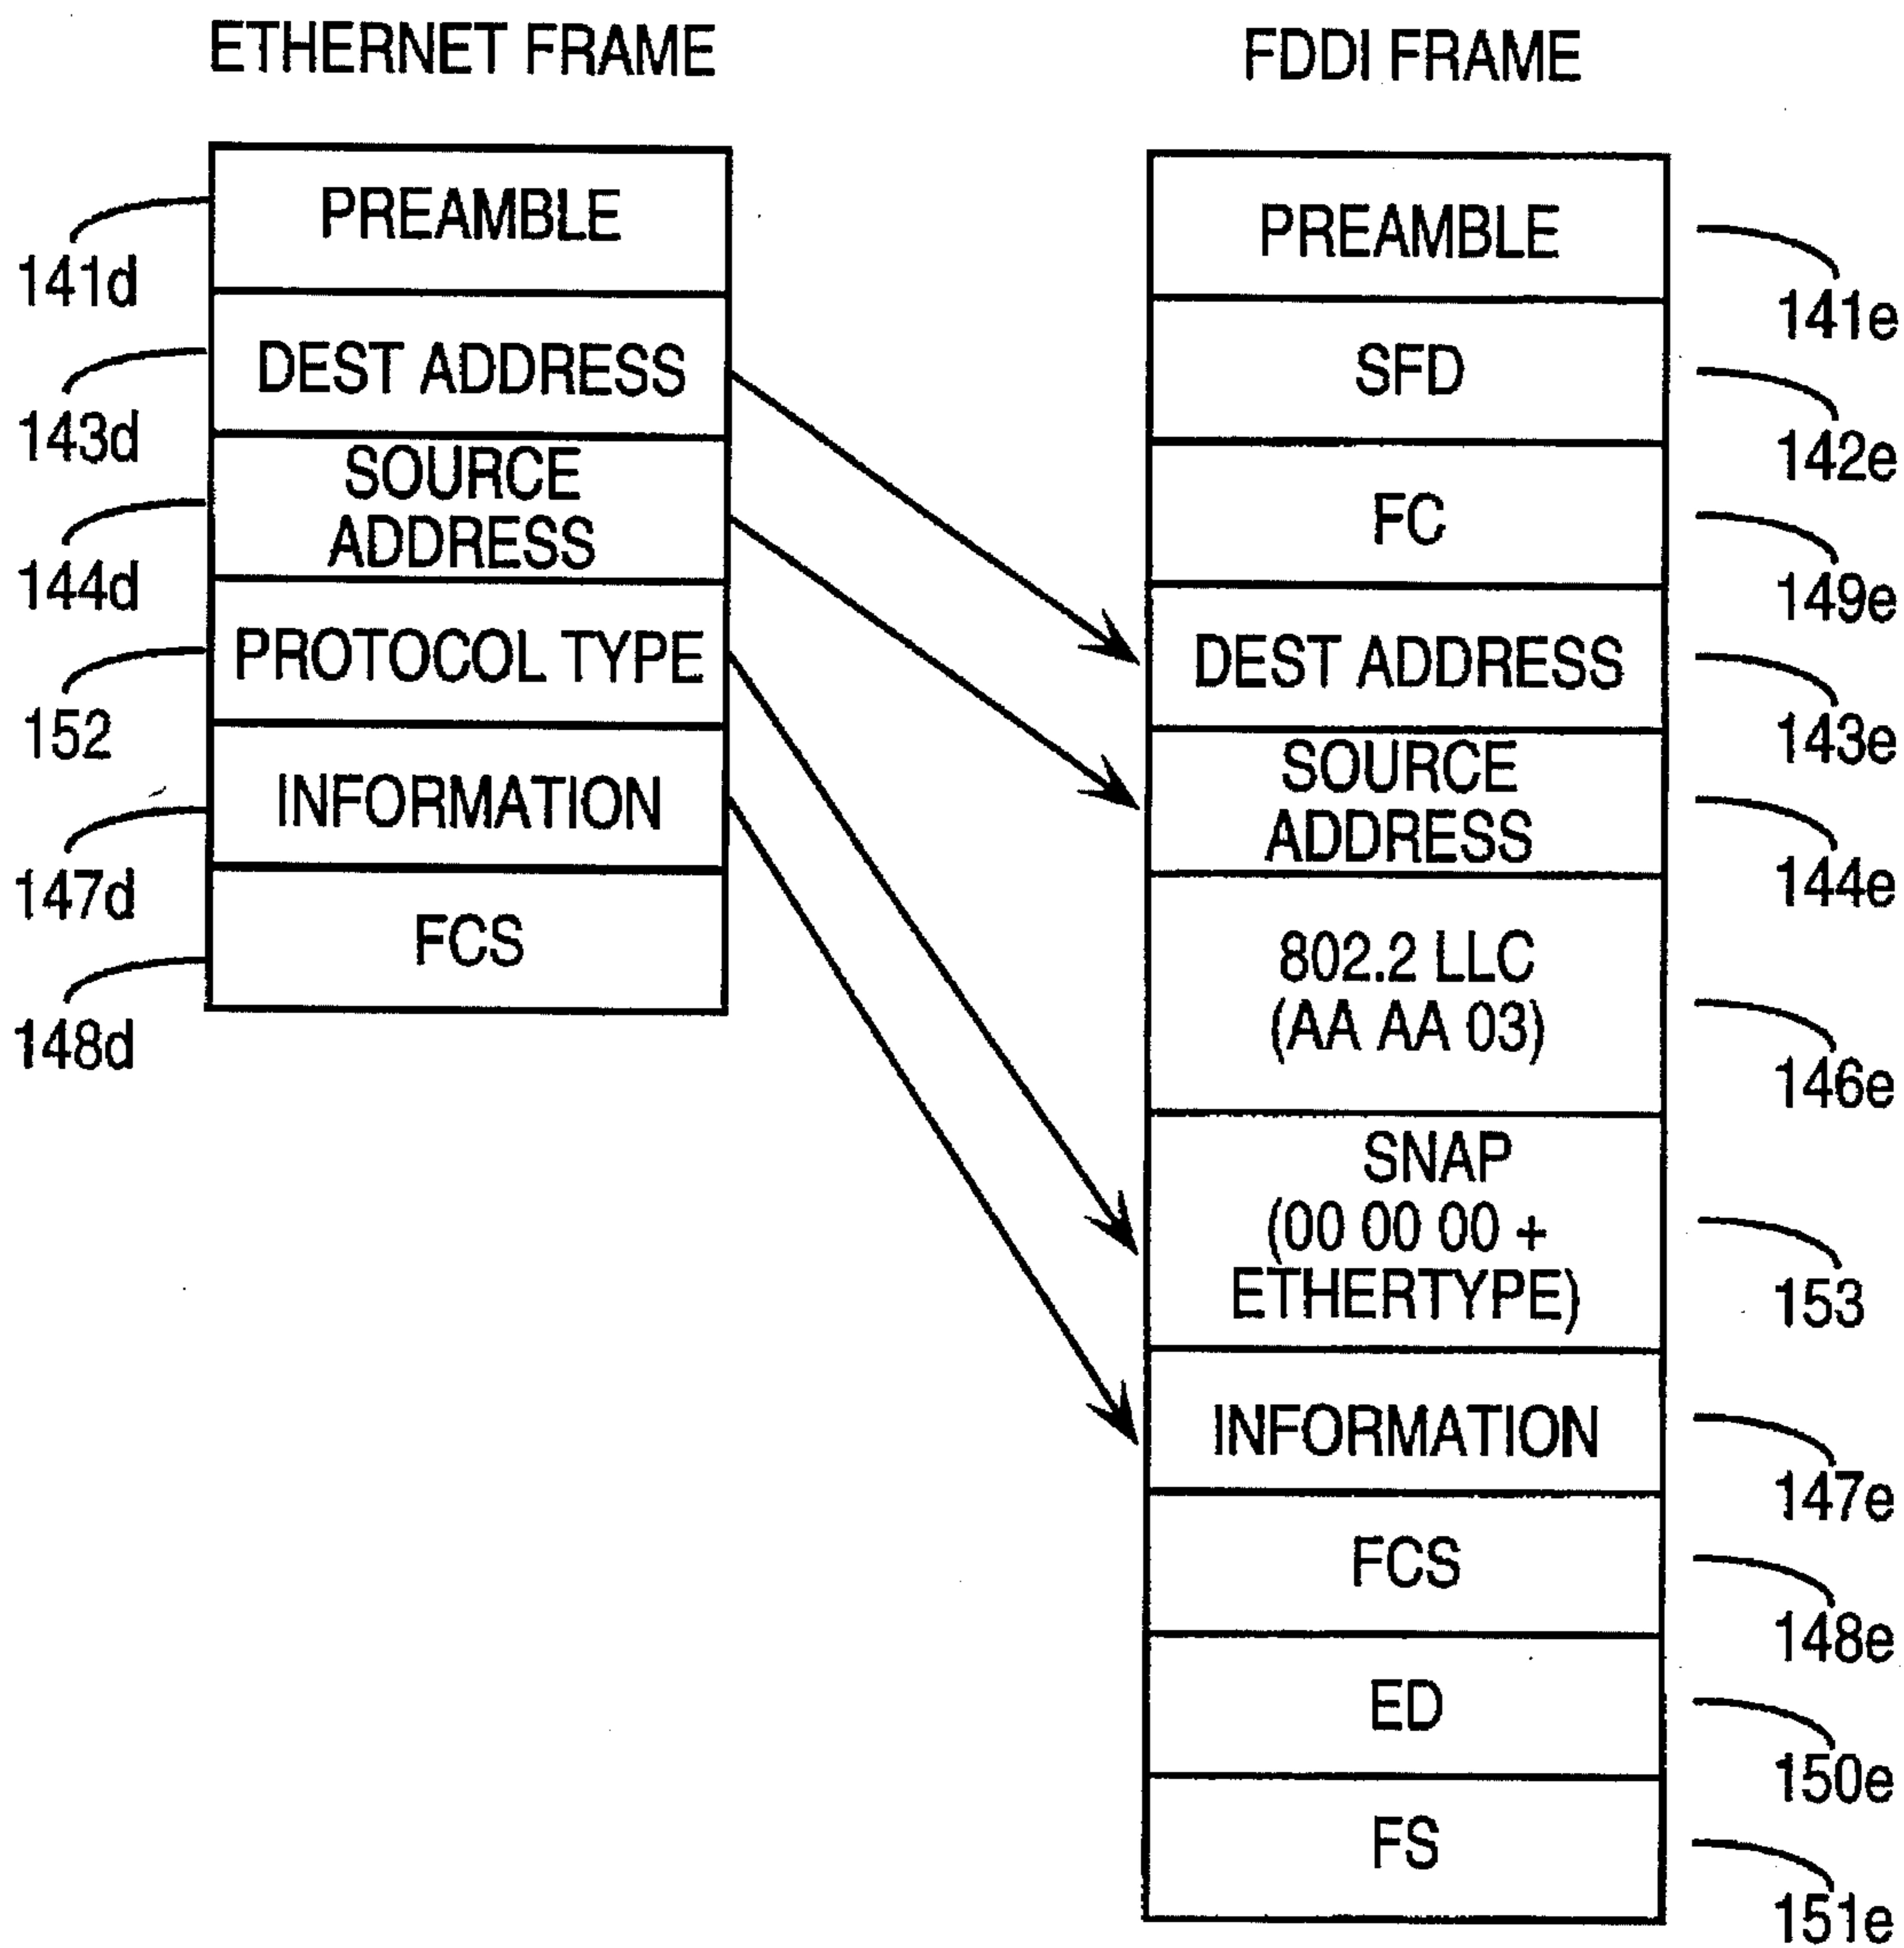 ETHERNET FRAME
PREAMBLE
141d
DEST ADDRESS
143d
SOURCE
ADDRESS
144d
PROTOCOL TYPE
152
INFORMATION
147d
FCS
148d
FDDI FRAME
PREAMBLE
141e
SFD
142e
FC
149e
DEST ADDRESS
143e
SOURCE
ADDRESS
144e
802.2 LLC
(AA AA 03)
146e
SNAP
(00 00 00 +
ETHERTYPE)
153
INFORMATION
147e
FCS
148e
ED
150e
FS
151e